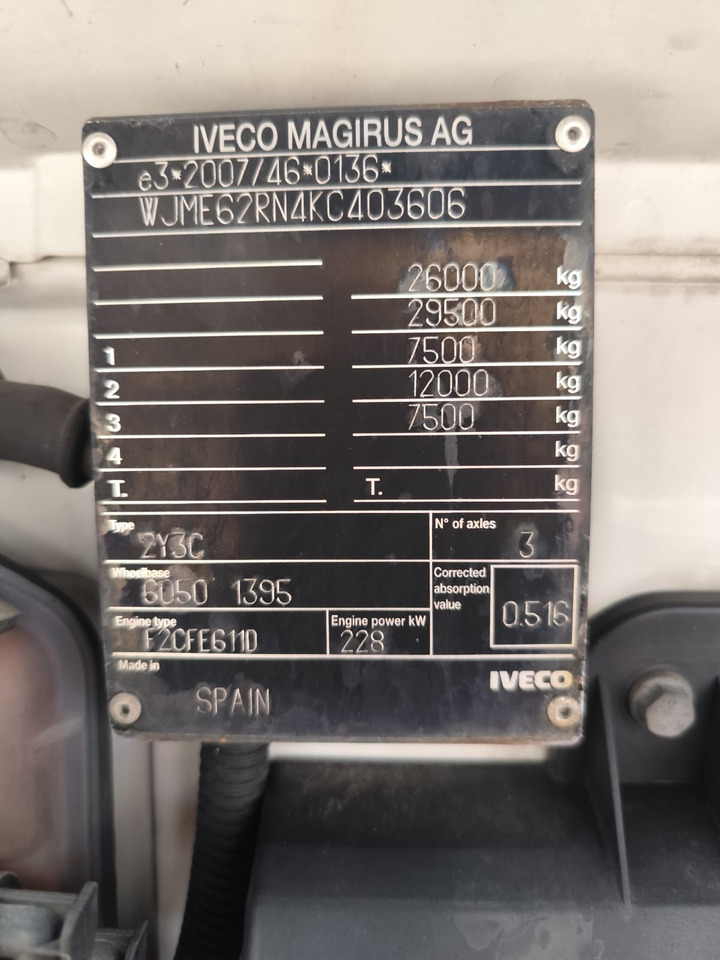 IVECO MAGIRUS AG
e3*2007/46*0136*
WJME62RN4KC403606
26000 kg
29500 kg
1 7500 kg
2 12000 kg
3 7500 kg
4 kg
T. T. kg
Type N° of axles
2Y3C 3
Wheelbase Corrected absorption value
6050 1395 0.516
Engine type Engine power kW
F2CFE611D 228
Made in IVECO
SPAIN